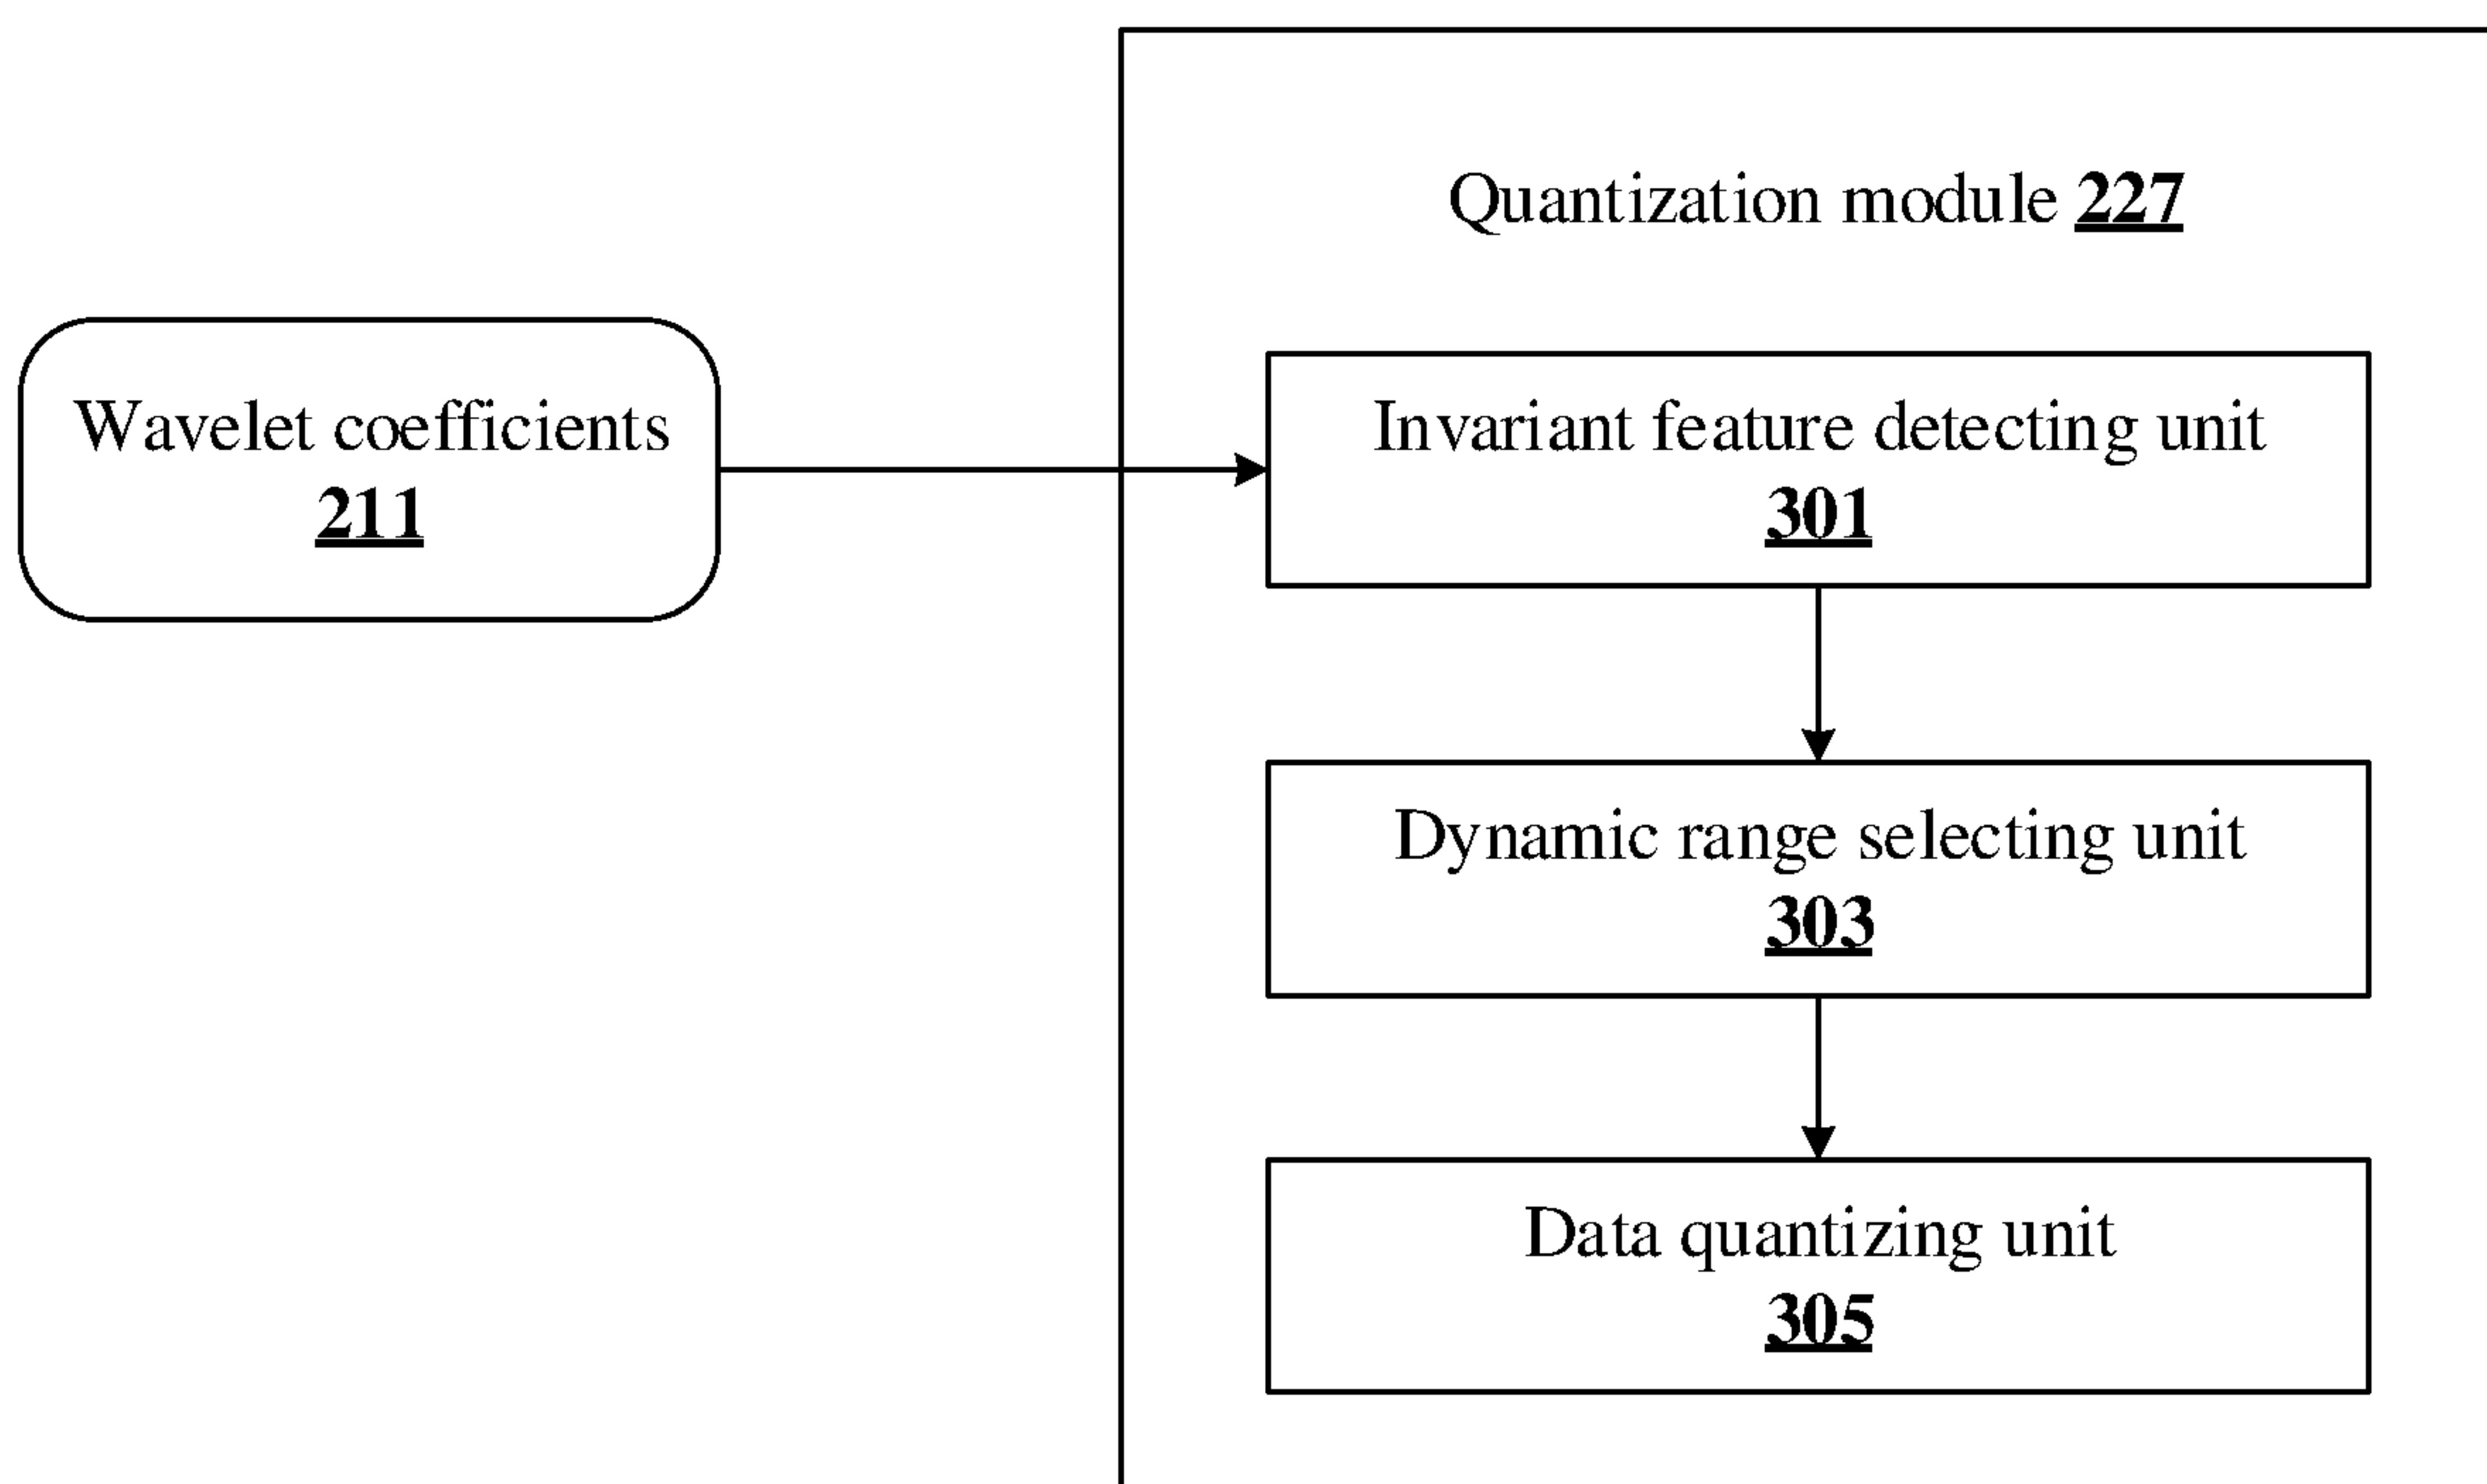 Quantization module 227
Wavelet coefficients
211
Invariant feature detecting unit
301
Dynamic range selecting unit
303
Data quantizing unit
305